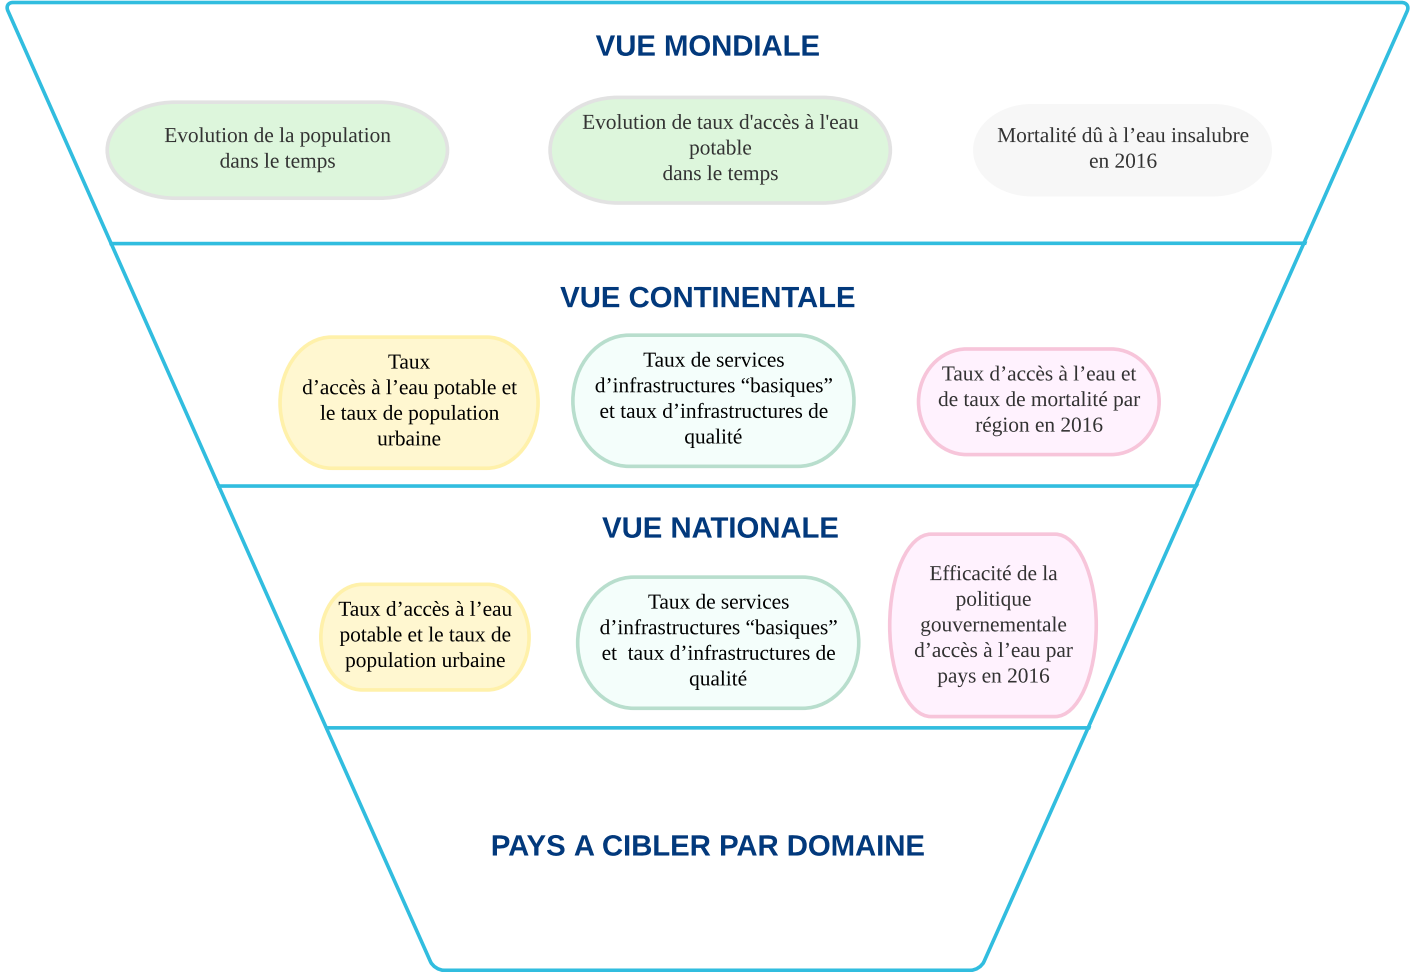 VUE MONDIALE
Evolution de la population
dans le temps
Evolution de taux d'accès à l'eau
potable
dans le temps
Mortalité dû à l’eau insalubre
en 2016
VUE CONTINENTALE
Taux
d’accès à l’eau potable et
le taux de population
urbaine
Taux de services
d’infrastructures “basiques”
et taux d’infrastructures de
qualité
Taux d’accès à l’eau et
de taux de mortalité par
région en 2016
VUE NATIONALE
Taux d’accès à l’eau
potable et le taux de
population urbaine
Taux de services
d’infrastructures “basiques”
et  taux d’infrastructures de
qualité
Efficacité de la
politique
gouvernementale
d’accès à l’eau par
pays en 2016
PAYS A CIBLER PAR DOMAINE